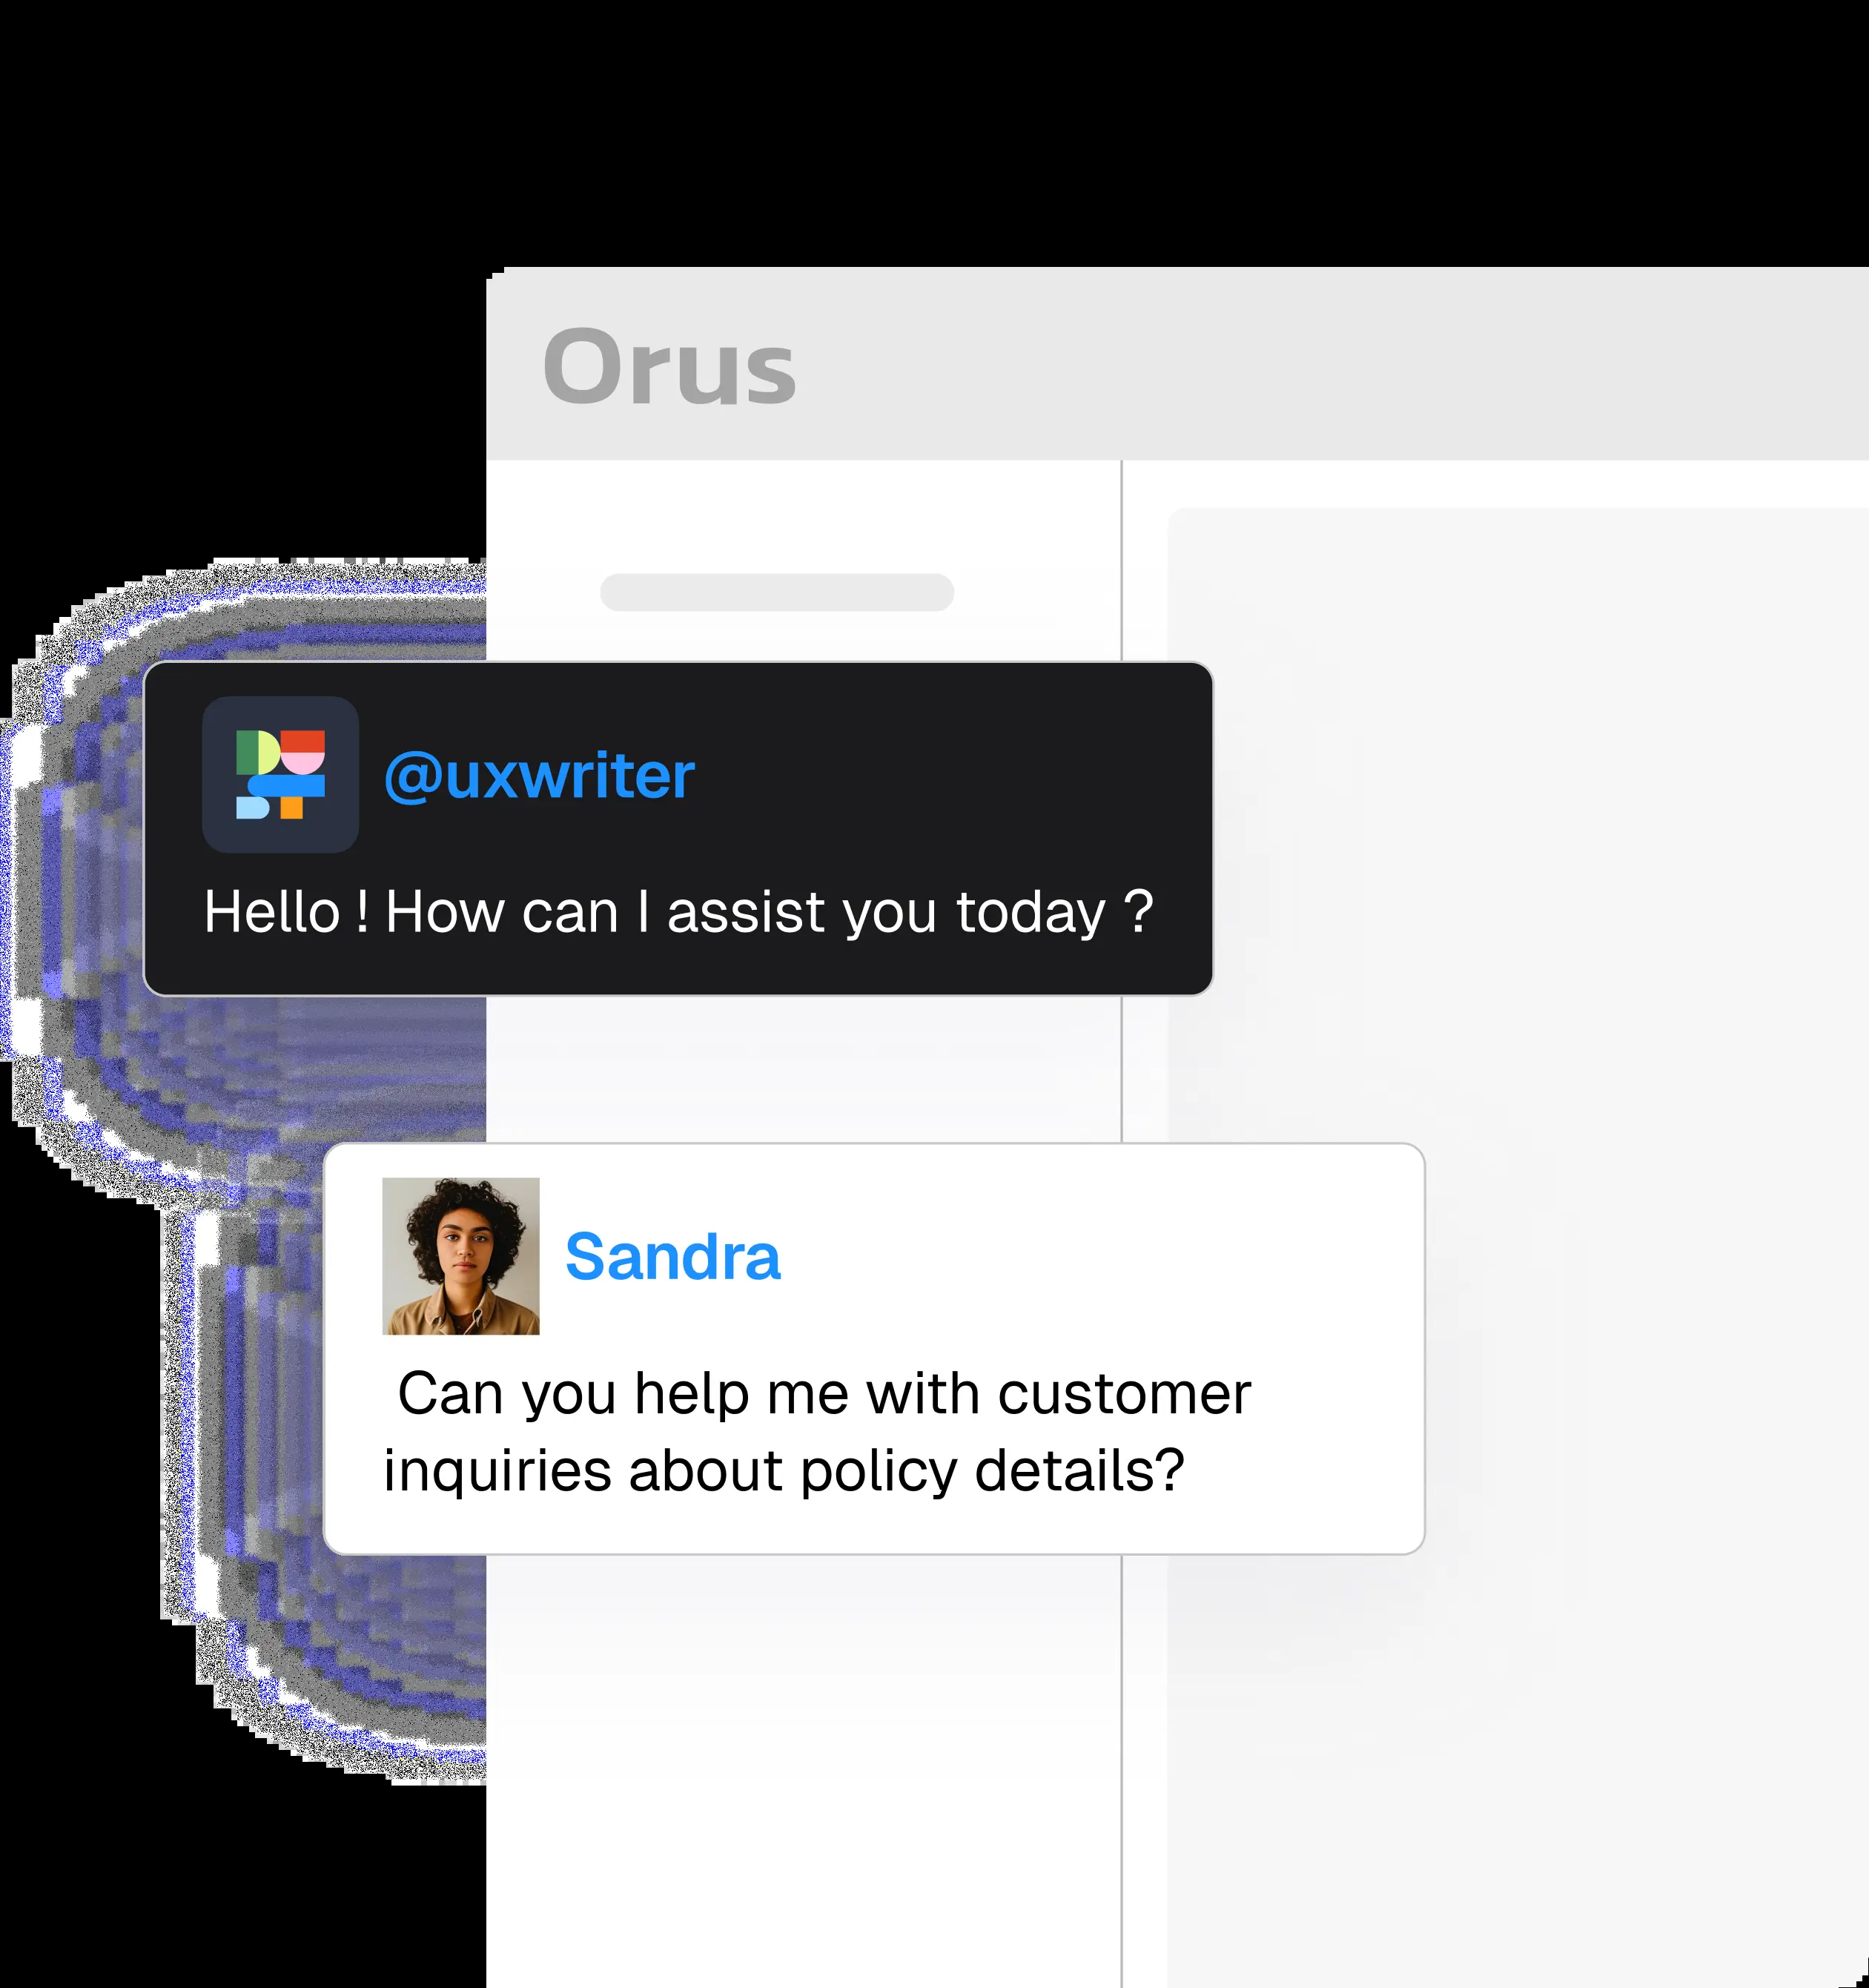 Orus
@uxwriter
Hello ! How can I assist you today ?
Sandra
Can you help me with customer
inquiries about policy details?